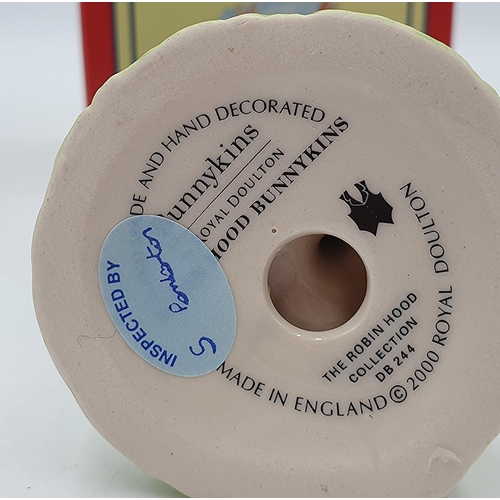 DE AND HAND DECORATED
Bunnykins
ROYAL DOULTON
HOOD BUNNYKINS
THE ROBIN HOOD
COLLECTION
DB 244
MADE IN ENGLAND © 2000 ROYAL DOULTON
INSPECTED BY
5